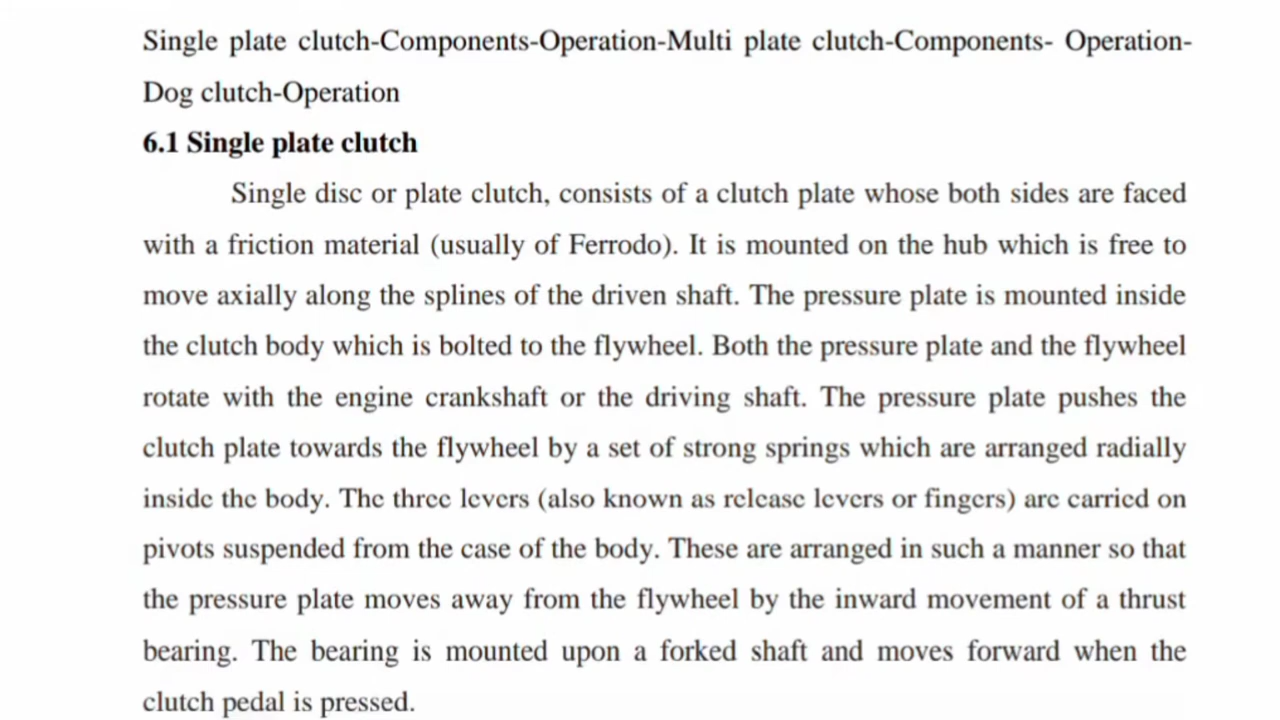 Single plate clutch-Components-Operation-Multi plate clutch-Components- Operation-
Dog clutch-Operation
6.1 Single plate clutch
Single disc or plate clutch, consists of a clutch plate whose both sides are faced
with a friction material (usually of Ferrodo). It is mounted on the hub which is free to
move axially along the splines of the driven shaft. The pressure plate is mounted inside
the clutch body which is bolted to the flywheel. Both the pressure plate and the flywheel
rotate with the engine crankshaft or the driving shaft. The pressure plate pushes the
clutch plate towards the flywheel by a set of strong springs which are arranged radially
inside the body. The three levers (also known as release levers or fingers) are carried on
pivots suspended from the case of the body. These are arranged in such a manner so that
the pressure plate moves away from the flywheel by the inward movement of a thrust
bearing. The bearing is mounted upon a forked shaft and moves forward when the
clutch pedal is pressed.